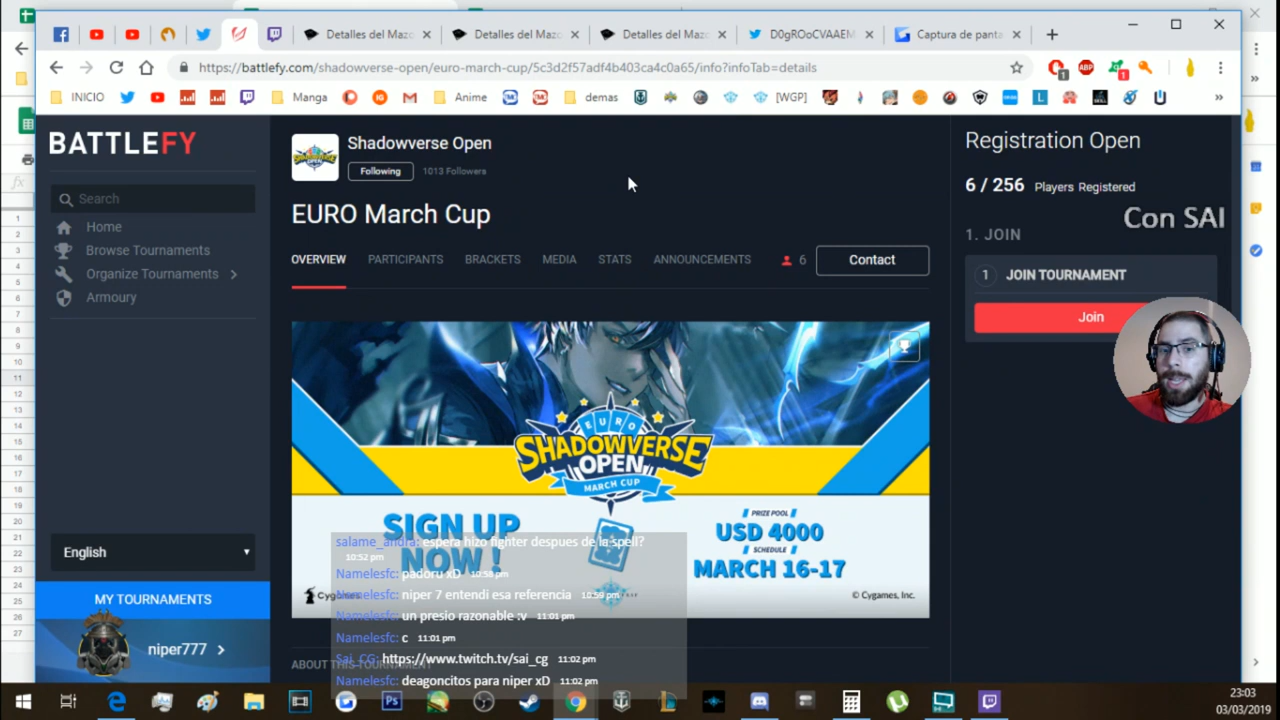 Detalles del Mazo
Detalles del Mazo
Detalles del Mazo
D0gROoCVAAEM
Captura de panta
https://battlefy.com/shadowverse-open/euro-march-cup/5c3d2f57adf4b403ca4c0a65/info?infoTab=details
INICIO
Manga
Anime
demas
[WGP]
BATTLEFY
Search
Home
Browse Tournaments
Organize Tournaments
Armoury
English
MY TOURNAMENTS
niper777
Shadowverse Open
Following
1013 Followers
EURO March Cup
OVERVIEW PARTICIPANTS BRACKETS MEDIA STATS ANNOUNCEMENTS 6 Contact
EURO
SHADOWVERSE
OPEN
MARCH CUP
SIGN UP
NOW !
PRIZE POOL
USD 4000
SCHEDULE
MARCH 16-17
© Cygames, Inc.
ABOUT THIS TOURNAMENT
Registration Open
6 / 256 Players Registered
Con SAI
1. JOIN
1 JOIN TOURNAMENT
Join
salame_andra: espera hizo fighter despues de la spell?
10:52 pm
Namelesfc: padoru xD 10:58 pm
Namelesfc: niper 7 entendi esa referencia 10:59 pm
Namelesfc: un presio razonable :v 11:01 pm
Namelesfc: c 11:01 pm
Sai_CG: https://www.twitch.tv/sai_cg 11:02 pm
Namelesfc: deagoncitos para niper xD 11:02 pm
23:03
03/03/2019